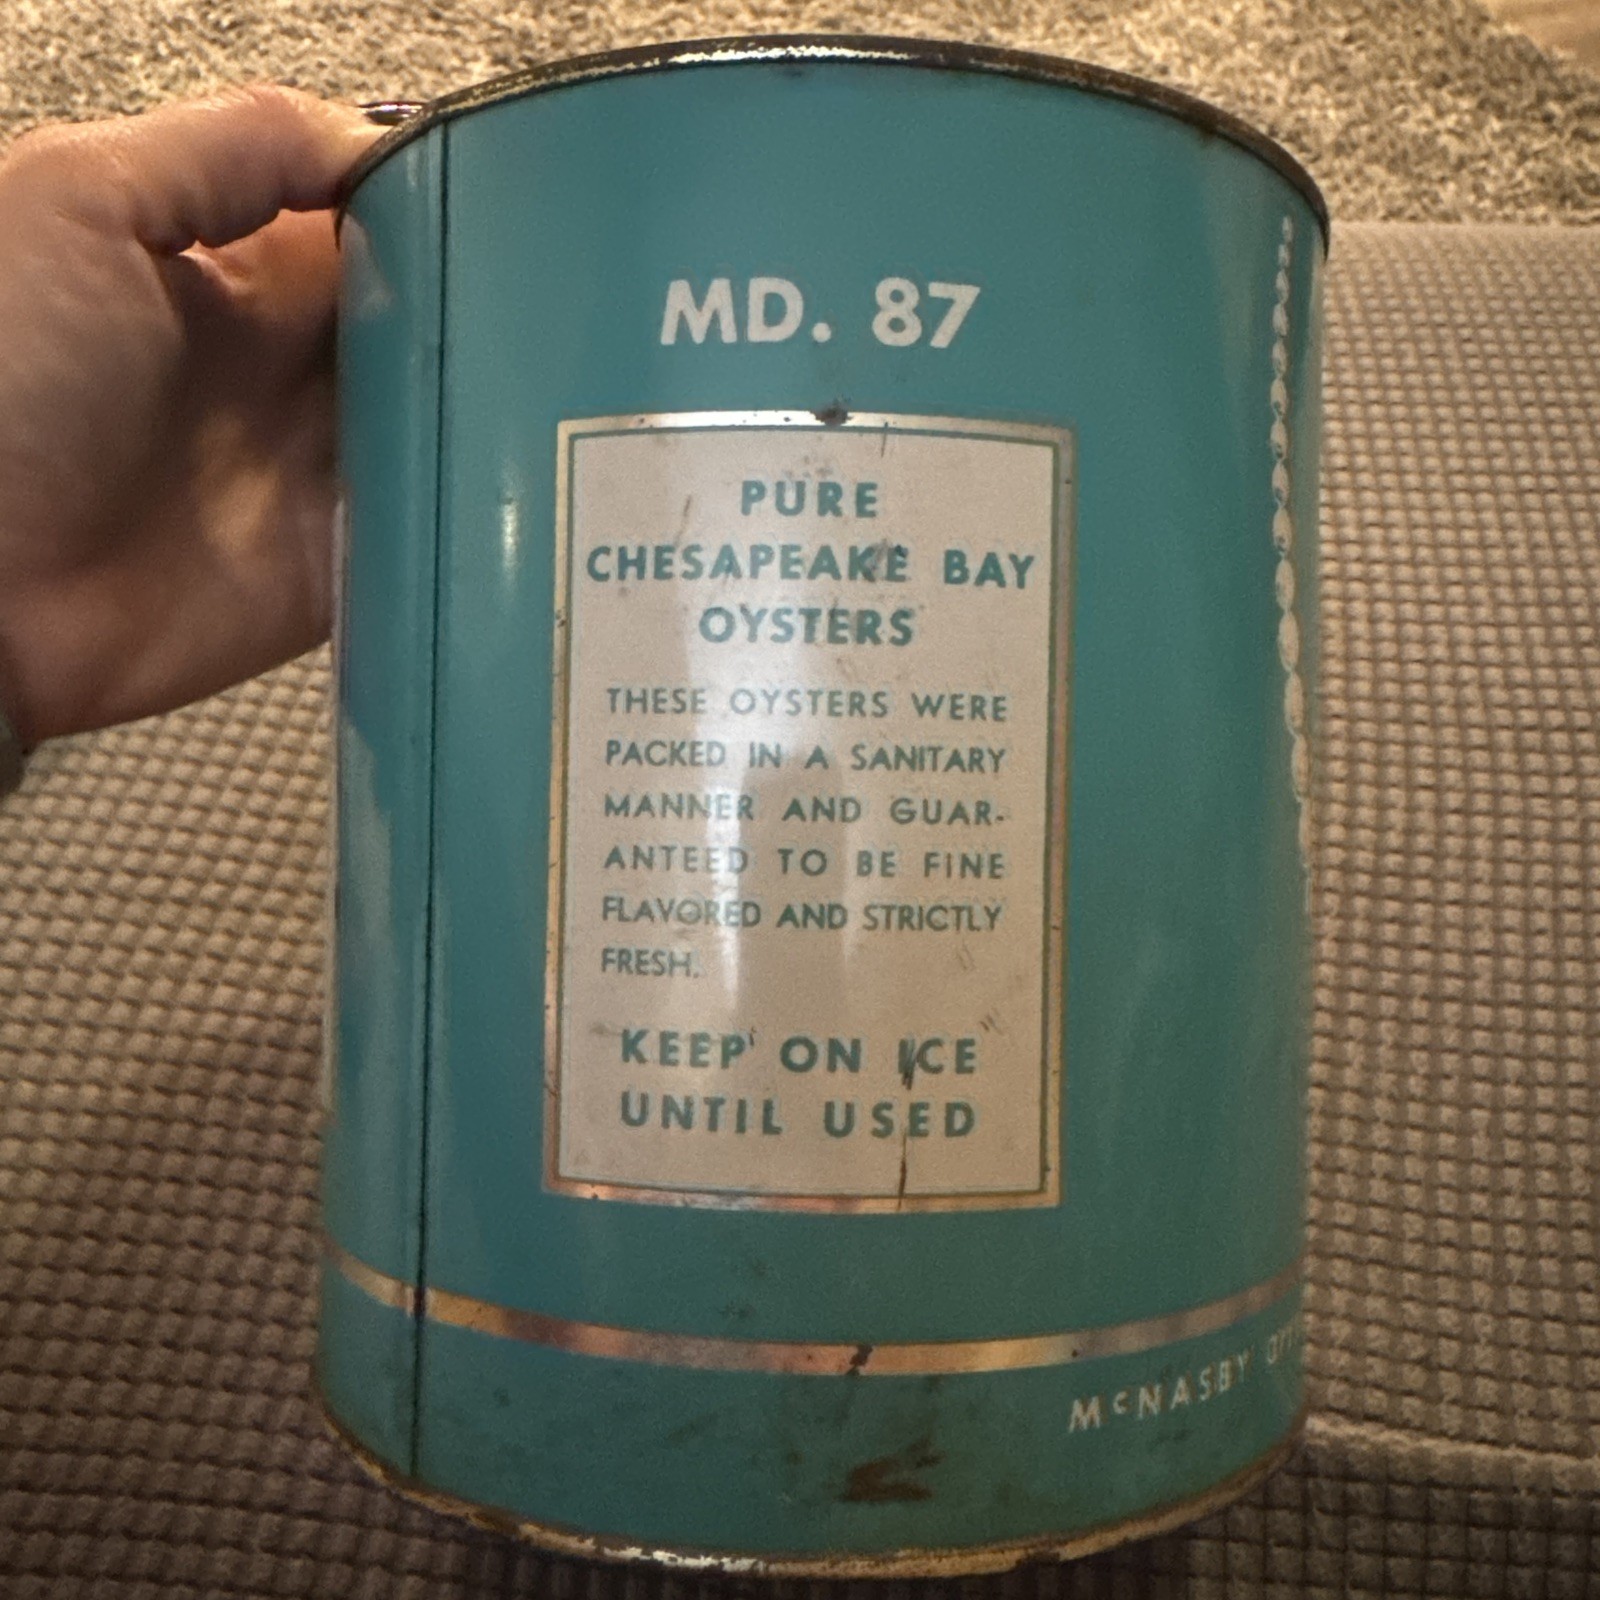 MD. 87
PURE
CHESAPEAKE BAY
OYSTERS
THESE OYSTERS WERE
PACKED IN A SANITARY
MANNER AND GUAR-
ANTEED TO BE FINE
FLAVORED AND STRICTLY
FRESH.
KEEP ON ICE
UNTIL USED
McNASBY